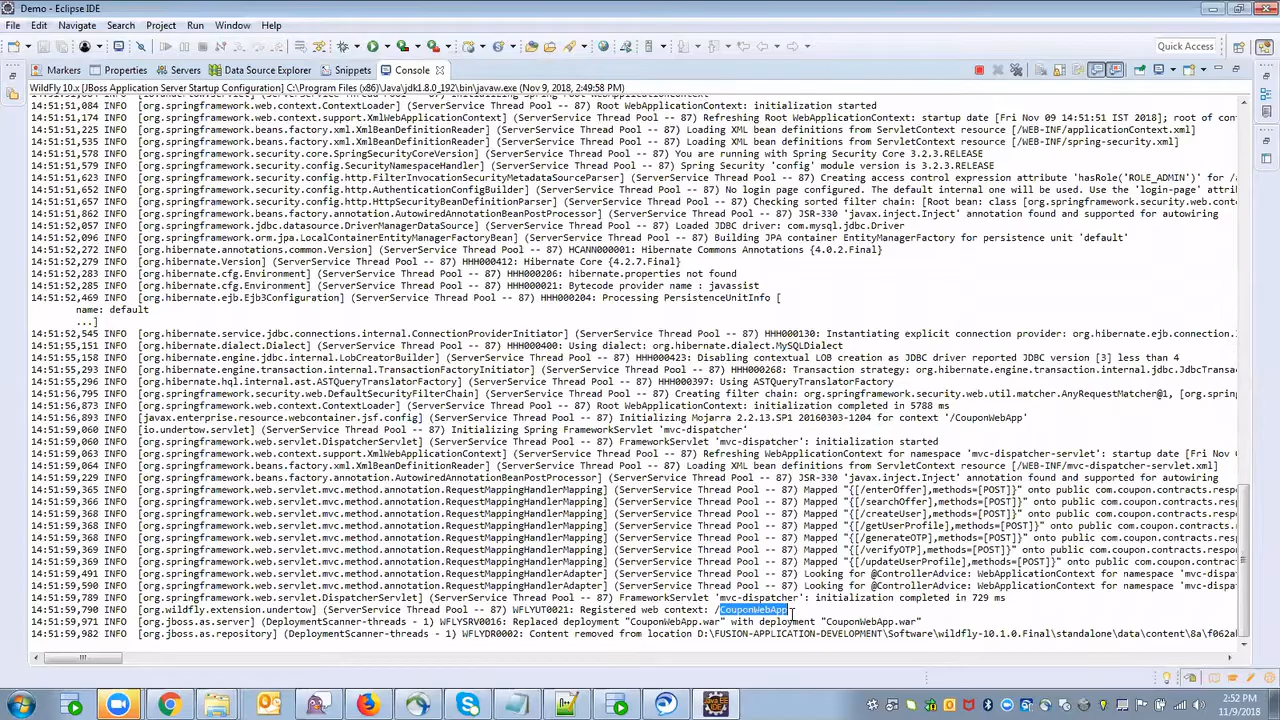 Demo - Eclipse IDE
File Edit Navigate Search Project Run Window Help
Quick Access
Markers Properties Servers Data Source Explorer Snippets Console
WildFly 10.x [JBoss Application Server Startup Configuration] C:\Program Files (x86)\Java\jdk1.8.0_192\bin\javaw.exe (Nov 9, 2018, 2:49:58 PM)
14:51:51,084 INFO [org.springframework.web.context.ContextLoader] (ServerService Thread Pool -- 87) Root WebApplicationContext: initialization started
14:51:51,174 INFO [org.springframework.web.context.support.XmlWebApplicationContext] (ServerService Thread Pool -- 87) Refreshing Root WebApplicationContext: startup date [Fri Nov 09 14:51:51 IST 2018]; root of con
14:51:51,225 INFO [org.springframework.beans.factory.xml.XmlBeanDefinitionReader] (ServerService Thread Pool -- 87) Loading XML bean definitions from ServletContext resource [/WEB-INF/applicationContext.xml]
14:51:51,535 INFO [org.springframework.beans.factory.xml.XmlBeanDefinitionReader] (ServerService Thread Pool -- 87) Loading XML bean definitions from ServletContext resource [/WEB-INF/spring-security.xml]
14:51:51,578 INFO [org.springframework.security.core.SpringSecurityCoreVersion] (ServerService Thread Pool -- 87) You are running with Spring Security Core 3.2.3.RELEASE
14:51:51,579 INFO [org.springframework.security.config.SecurityNamespaceHandler] (ServerService Thread Pool -- 87) Spring Security 'config' module version is 3.2.3.RELEASE
14:51:51,623 INFO [org.springframework.security.config.http.FilterInvocationSecurityMetadataSourceParser] (ServerService Thread Pool -- 87) Creating access control expression attribute 'hasRole('ROLE_ADMIN')' for /
14:51:51,652 INFO [org.springframework.security.config.http.AuthenticationConfigBuilder] (ServerService Thread Pool -- 87) No login page configured. The default internal one will be used. Use the 'login-page' attri
14:51:51,657 INFO [org.springframework.security.config.http.HttpSecurityBeanDefinitionParser] (ServerService Thread Pool -- 87) Checking sorted filter chain: [Root bean: class [org.springframework.security.web.cont
14:51:51,862 INFO [org.springframework.beans.factory.annotation.AutowiredAnnotationBeanPostProcessor] (ServerService Thread Pool -- 87) JSR-330 'javax.inject.Inject' annotation found and supported for autowiring
14:51:52,057 INFO [org.springframework.jdbc.datasource.DriverManagerDataSource] (ServerService Thread Pool -- 87) Loaded JDBC driver: com.mysql.jdbc.Driver
14:51:52,096 INFO [org.springframework.orm.jpa.LocalContainerEntityManagerFactoryBean] (ServerService Thread Pool -- 87) Building JPA container EntityManagerFactory for persistence unit 'default'
14:51:52,272 INFO [org.hibernate.annotations.common.Version] (ServerService Thread Pool -- 87) HCANN000001: Hibernate Commons Annotations {4.0.2.Final}
14:51:52,279 INFO [org.hibernate.Version] (ServerService Thread Pool -- 87) HHH000412: Hibernate Core {4.2.7.Final}
14:51:52,283 INFO [org.hibernate.cfg.Environment] (ServerService Thread Pool -- 87) HHH000206: hibernate.properties not found
14:51:52,285 INFO [org.hibernate.cfg.Environment] (ServerService Thread Pool -- 87) HHH000021: Bytecode provider name : javassist
14:51:52,469 INFO [org.hibernate.ejb.Ejb3Configuration] (ServerService Thread Pool -- 87) HHH000204: Processing PersistenceUnitInfo [
name: default
...]
14:51:52,545 INFO [org.hibernate.service.jdbc.connections.internal.ConnectionProviderInitiator] (ServerService Thread Pool -- 87) HHH000130: Instantiating explicit connection provider: org.hibernate.ejb.connection.I
14:51:55,151 INFO [org.hibernate.dialect.Dialect] (ServerService Thread Pool -- 87) HHH000400: Using dialect: org.hibernate.dialect.MySQLDialect
14:51:55,158 INFO [org.hibernate.engine.jdbc.internal.LobCreatorBuilder] (ServerService Thread Pool -- 87) HHH000423: Disabling contextual LOB creation as JDBC driver reported JDBC version [3] less than 4
14:51:55,293 INFO [org.hibernate.engine.transaction.internal.TransactionFactoryInitiator] (ServerService Thread Pool -- 87) HHH000268: Transaction strategy: org.hibernate.engine.transaction.internal.jdbc.JdbcTransa
14:51:55,296 INFO [org.hibernate.hql.internal.ast.ASTQueryTranslatorFactory] (ServerService Thread Pool -- 87) HHH000397: Using ASTQueryTranslatorFactory
14:51:56,795 INFO [org.springframework.security.web.DefaultSecurityFilterChain] (ServerService Thread Pool -- 87) Creating filter chain: org.springframework.security.web.util.matcher.AnyRequestMatcher@1, [org.sprin
14:51:56,873 INFO [org.springframework.web.context.ContextLoader] (ServerService Thread Pool -- 87) Root WebApplicationContext: initialization completed in 5788 ms
14:51:56,893 INFO [javax.enterprise.resource.webcontainer.jsf.config] (ServerService Thread Pool -- 87) Initializing Mojarra 2.2.13.SP1 20160303-1204 for context '/CouponWebApp'
14:51:59,060 INFO [io.undertow.servlet] (ServerService Thread Pool -- 87) Initializing Spring FrameworkServlet 'mvc-dispatcher'
14:51:59,060 INFO [org.springframework.web.servlet.DispatcherServlet] (ServerService Thread Pool -- 87) FrameworkServlet 'mvc-dispatcher': initialization started
14:51:59,063 INFO [org.springframework.web.context.support.XmlWebApplicationContext] (ServerService Thread Pool -- 87) Refreshing WebApplicationContext for namespace 'mvc-dispatcher-servlet': startup date [Fri Nov 0
14:51:59,064 INFO [org.springframework.beans.factory.xml.XmlBeanDefinitionReader] (ServerService Thread Pool -- 87) Loading XML bean definitions from ServletContext resource [/WEB-INF/mvc-dispatcher-servlet.xml]
14:51:59,229 INFO [org.springframework.beans.factory.annotation.AutowiredAnnotationBeanPostProcessor] (ServerService Thread Pool -- 87) JSR-330 'javax.inject.Inject' annotation found and supported for autowiring
14:51:59,365 INFO [org.springframework.web.servlet.mvc.method.annotation.RequestMappingHandlerMapping] (ServerService Thread Pool -- 87) Mapped "{[/enterOffer],methods=[POST]}" onto public com.coupon.contracts.respo
14:51:59,366 INFO [org.springframework.web.servlet.mvc.method.annotation.RequestMappingHandlerMapping] (ServerService Thread Pool -- 87) Mapped "{[/searchOffer],methods=[POST]}" onto public com.coupon.contracts.resp
14:51:59,368 INFO [org.springframework.web.servlet.mvc.method.annotation.RequestMappingHandlerMapping] (ServerService Thread Pool -- 87) Mapped "{[/createUser],methods=[POST]}" onto public com.coupon.contracts.respo
14:51:59,368 INFO [org.springframework.web.servlet.mvc.method.annotation.RequestMappingHandlerMapping] (ServerService Thread Pool -- 87) Mapped "{[/getUserProfile],methods=[POST]}" onto public com.coupon.contracts.r
14:51:59,368 INFO [org.springframework.web.servlet.mvc.method.annotation.RequestMappingHandlerMapping] (ServerService Thread Pool -- 87) Mapped "{[/generateOTP],methods=[POST]}" onto public com.coupon.contracts.resp
14:51:59,369 INFO [org.springframework.web.servlet.mvc.method.annotation.RequestMappingHandlerMapping] (ServerService Thread Pool -- 87) Mapped "{[/verifyOTP],methods=[POST]}" onto public com.coupon.contracts.respon
14:51:59,369 INFO [org.springframework.web.servlet.mvc.method.annotation.RequestMappingHandlerMapping] (ServerService Thread Pool -- 87) Mapped "{[/updateUserProfile],methods=[POST]}" onto public com.coupon.contract
14:51:59,491 INFO [org.springframework.web.servlet.mvc.method.annotation.RequestMappingHandlerAdapter] (ServerService Thread Pool -- 87) Looking for @ControllerAdvice: WebApplicationContext for namespace 'mvc-dispat
14:51:59,590 INFO [org.springframework.web.servlet.mvc.method.annotation.RequestMappingHandlerAdapter] (ServerService Thread Pool -- 87) Looking for @ControllerAdvice: WebApplicationContext for namespace 'mvc-dispat
14:51:59,789 INFO [org.springframework.web.servlet.DispatcherServlet] (ServerService Thread Pool -- 87) FrameworkServlet 'mvc-dispatcher': initialization completed in 729 ms
14:51:59,790 INFO [org.wildfly.extension.undertow] (ServerService Thread Pool -- 87) WFLYUT0021: Registered web context: /CouponWebApp
14:51:59,971 INFO [org.jboss.as.server] (DeploymentScanner-threads - 1) WFLYSRV0016: Replaced deployment "CouponWebApp.war" with deployment "CouponWebApp.war"
14:51:59,982 INFO [org.jboss.as.repository] (DeploymentScanner-threads - 1) WFLYDR0002: Content removed from location D:\FUSION-APPLICATION-DEVELOPMENT\Software\wildfly-10.1.0.Final\standalone\data\content\8a\f062a
2:52 PM
11/9/2018